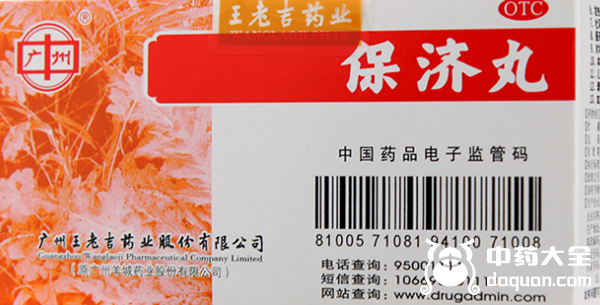 王老吉药业
WANGLAOJI
OTC
广州
®
保济丸
中国药品电子监管码
81005 71081 94100 71008
广州王老吉药业股份有限公司
Guangzhou Wanglaoji Pharmaceutical Company Limited
(原广州羊城药业股份有限公司)
电话查询:9500
短信查询:1066
网站查询:www.drugadmin.com
中药大全
daquan.com